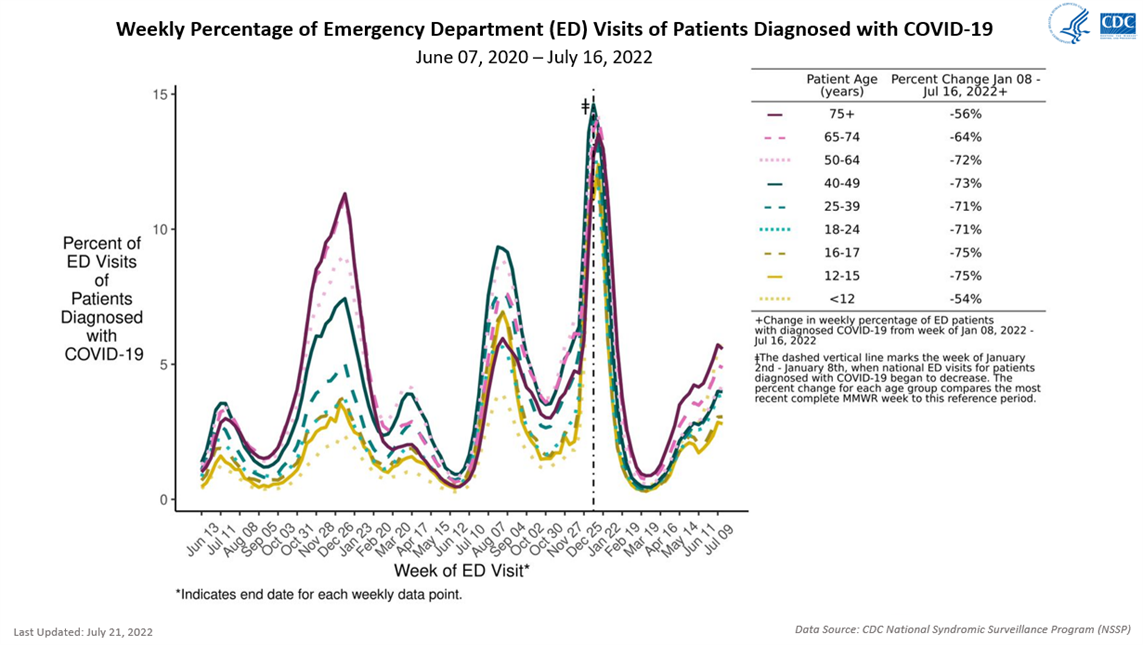 Weekly Percentage of Emergency Department (ED) Visits of Patients Diagnosed with COVID-19
June 07, 2020 – July 16, 2022
CDC
Patient Age Percent Change Jan 08 -
(years) Jul 16, 2022+
75+ -56%
65-74 -64%
50-64 -72%
40-49 -73%
25-39 -71%
18-24 -71%
16-17 -75%
12-15 -75%
<12 -54%
+Change in weekly percentage of ED patients
with diagnosed COVID-19 from week of Jan 08, 2022 -
Jul 16, 2022
‡The dashed vertical line marks the week of January
2nd - January 8th, when national ED visits for patients
diagnosed with COVID-19 began to decrease. The
percent change for each age group compares the most
recent complete MMWR week to this reference period.
Percent of
ED Visits
of
Patients
Diagnosed
with
COVID-19
15
10
5
0
‡
Jun 13
Jul 11
Aug 08
Sep 05
Oct 03
Oct 31
Nov 28
Dec 26
Jan 23
Feb 20
Mar 20
Apr 17
May 15
Jun 12
Jul 10
Aug 07
Sep 04
Oct 02
Oct 30
Nov 27
Dec 25
Jan 22
Feb 19
Mar 19
Apr 16
May 14
Jun 11
Jul 09
Week of ED Visit*
*Indicates end date for each weekly data point.
Last Updated: July 21, 2022
Data Source: CDC National Syndromic Surveillance Program (NSSP)